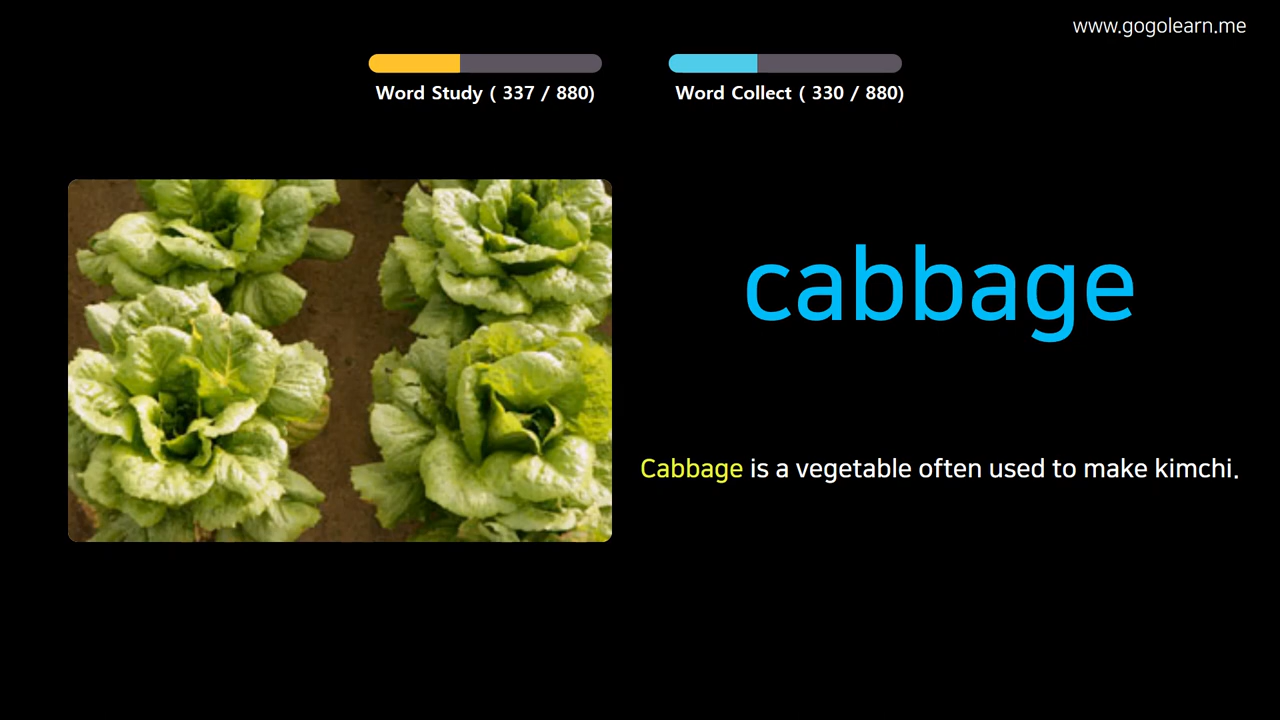 www.gogolearn.me
Word Study ( 337 / 880)
Word Collect ( 330 / 880)
cabbage
Cabbage is a vegetable often used to make kimchi.